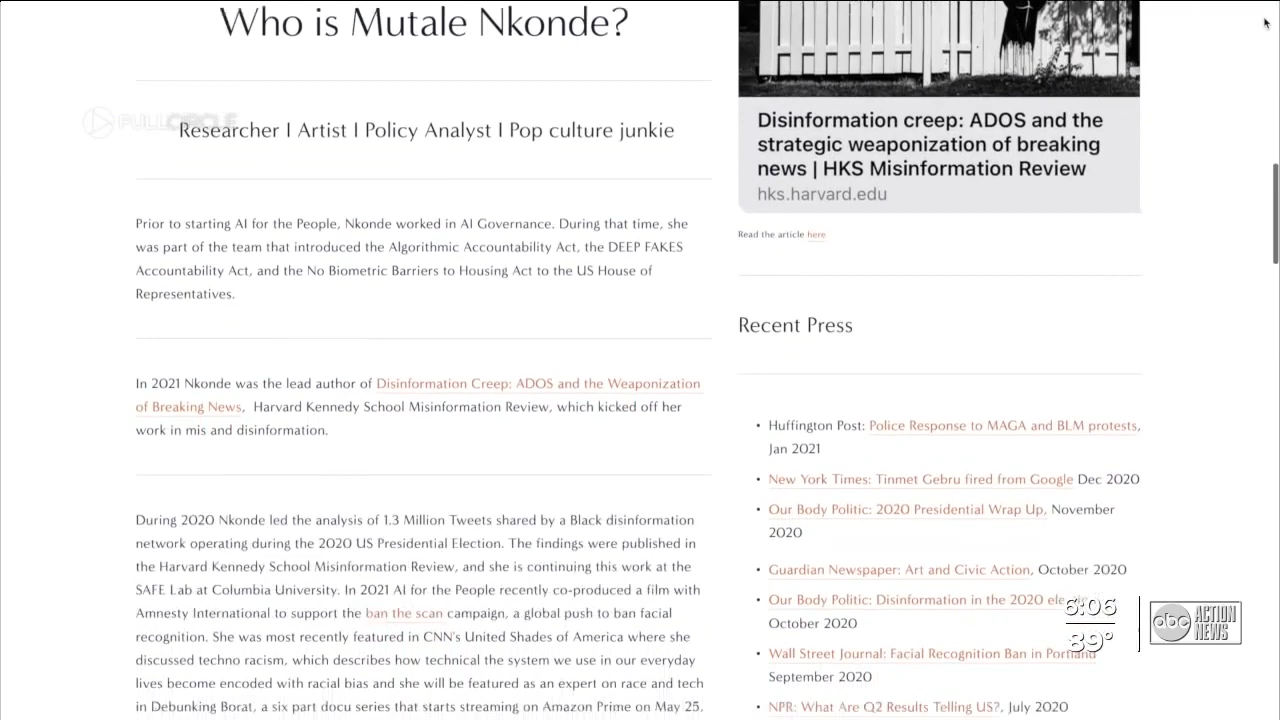 Who is Mutale Nkonde?
FULLCIRCLE
Researcher I Artist I Policy Analyst I Pop culture junkie
Prior to starting AI for the People, Nkonde worked in AI Governance. During that time, she
was part of the team that introduced the Algorithmic Accountability Act, the DEEP FAKES
Accountability Act, and the No Biometric Barriers to Housing Act to the US House of
Representatives.
In 2021 Nkonde was the lead author of Disinformation Creep: ADOS and the Weaponization
of Breaking News, Harvard Kennedy School Misinformation Review, which kicked off her
work in mis and disinformation.
During 2020 Nkonde led the analysis of 1.3 Million Tweets shared by a Black disinformation
network operating during the 2020 US Presidential Election. The findings were published in
the Harvard Kennedy School Misinformation Review, and she is continuing this work at the
SAFE Lab at Columbia University. In 2021 AI for the People recently co-produced a film with
Amnesty International to support the ban the scan campaign, a global push to ban facial
recognition. She was most recently featured in CNN's United Shades of America where she
discussed techno racism, which describes how technical the system we use in our everyday
lives become encoded with racial bias and she will be featured as an expert on race and tech
in Debunking Borat, a six part docu series that starts streaming on Amazon Prime on May 25.
Disinformation creep: ADOS and the
strategic weaponization of breaking
news | HKS Misinformation Review
hks.harvard.edu
Read the article here
Recent Press
• Huffington Post: Police Response to MAGA and BLM protests,
Jan 2021
• New York Times: Tinmet Gebru fired from Google Dec 2020
• Our Body Politic: 2020 Presidential Wrap Up, November
2020
• Guardian Newspaper: Art and Civic Action, October 2020
• Our Body Politic: Disinformation in the 2020
October 2020
• Wall Street Journal: Facial Recognition Ban in Portland
September 2020
• NPR: What Are Q2 Results Telling US?, July 2020
6:06
89°
abc ACTION
NEWS